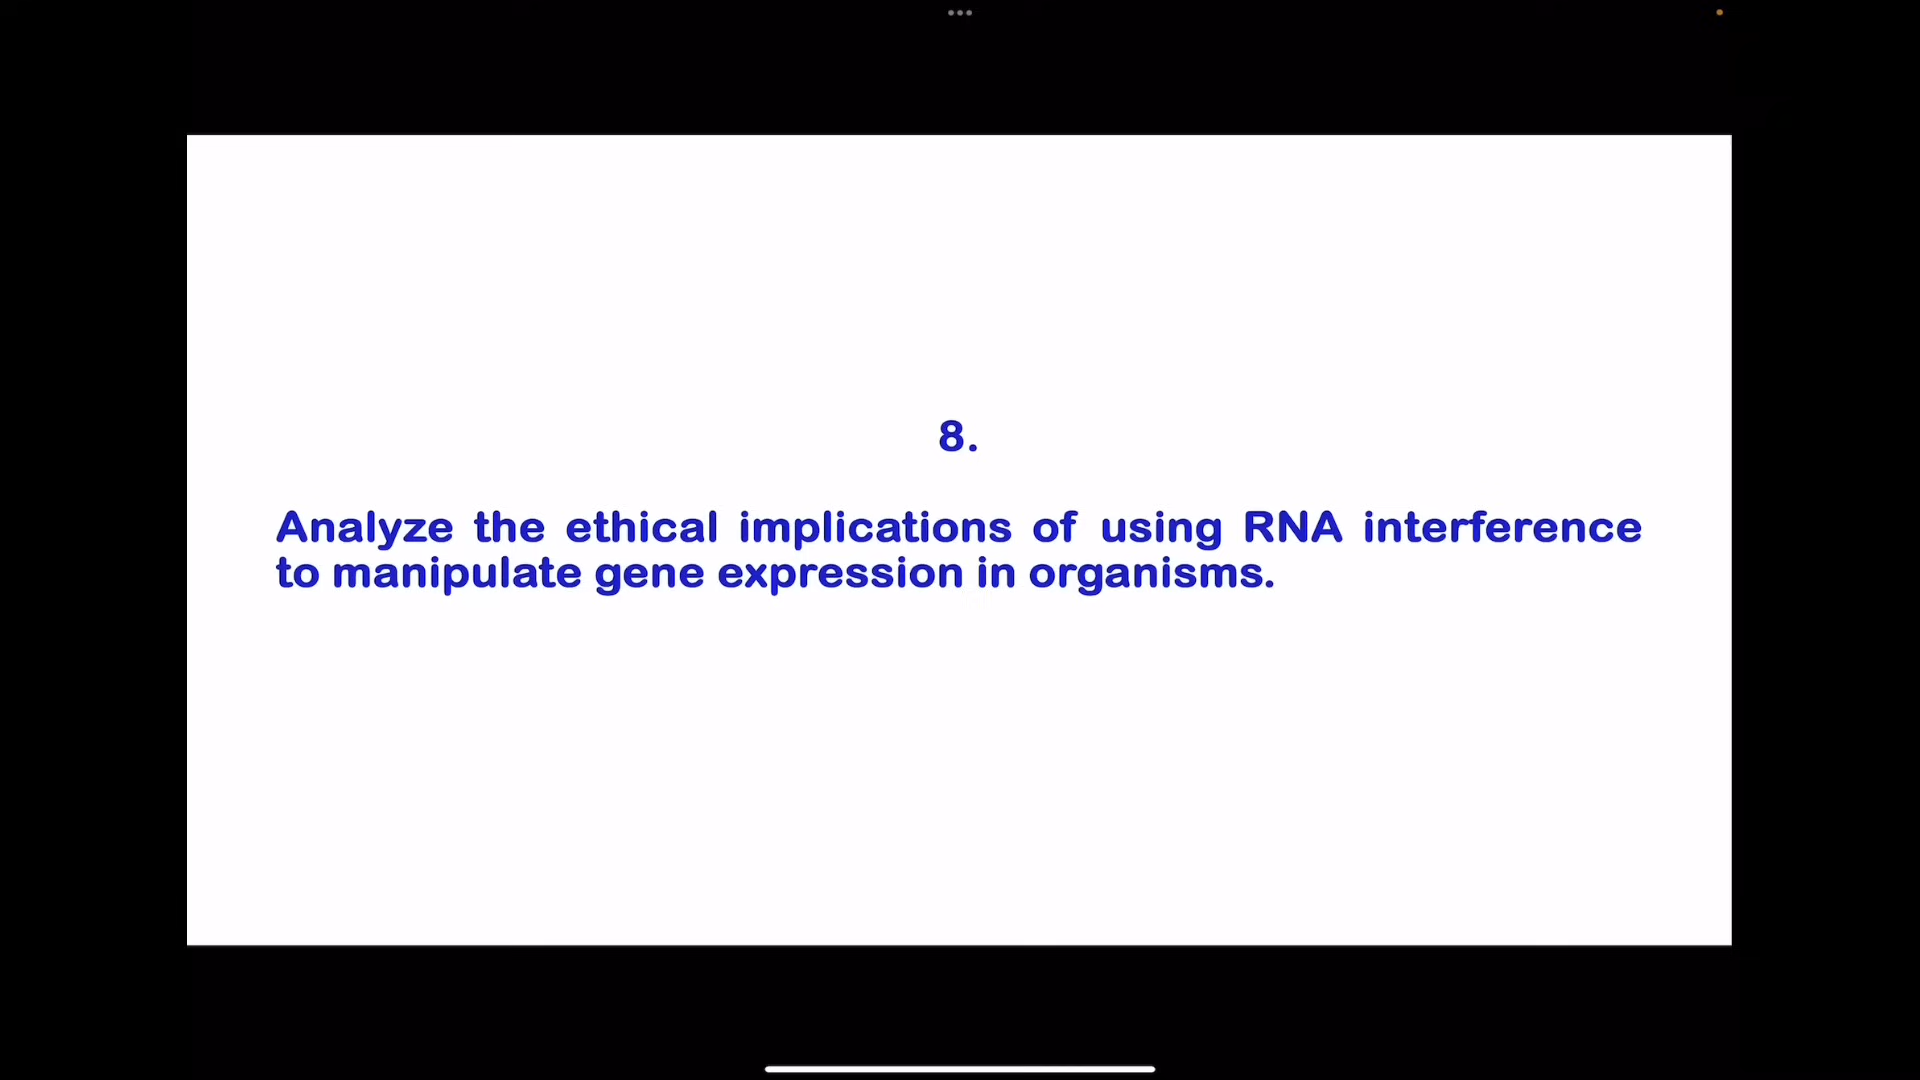 8.
Analyze the ethical implications of using RNA interference
to manipulate gene expression in organisms.